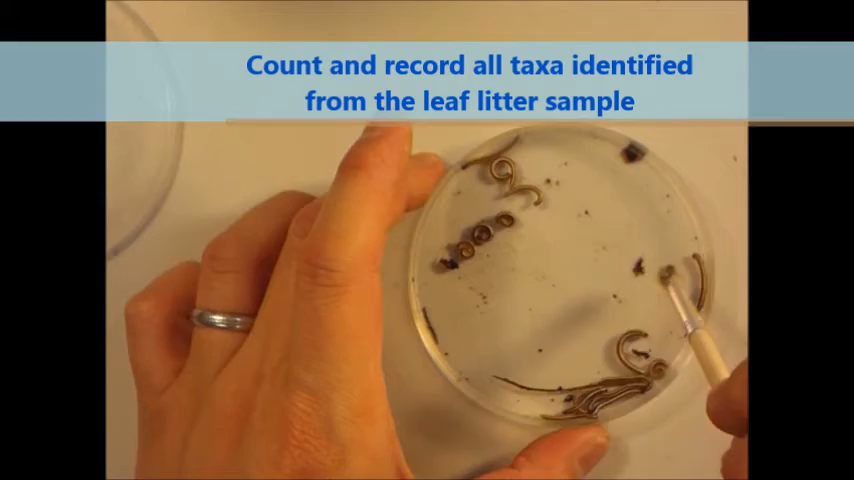 Count and record all taxa identified
from the leaf litter sample